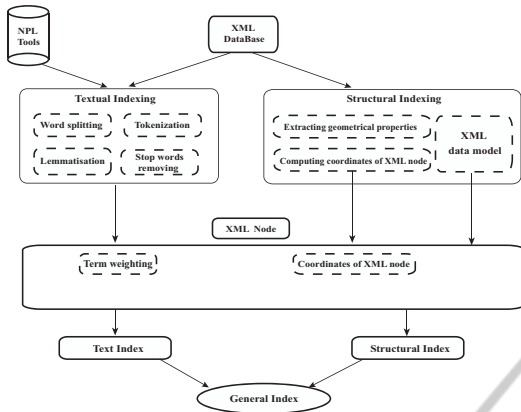 NPL
Tools
XML
DataBase
Textual Indexing
Word splitting
Tokenization
Lemmatisation
Stop words
removing
Structural Indexing
Extracting geometrical properties
Computing coordinates of XML node
XML
data model
XML Node
Term weighting
Coordinates of XML node
Text Index
Structural Index
General Index